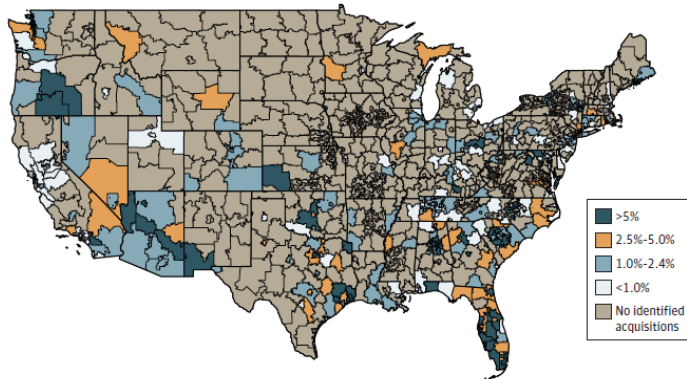 >5%
2.5%-5.0%
1.0%-2.4%
<1.0%
No identified
acquisitions